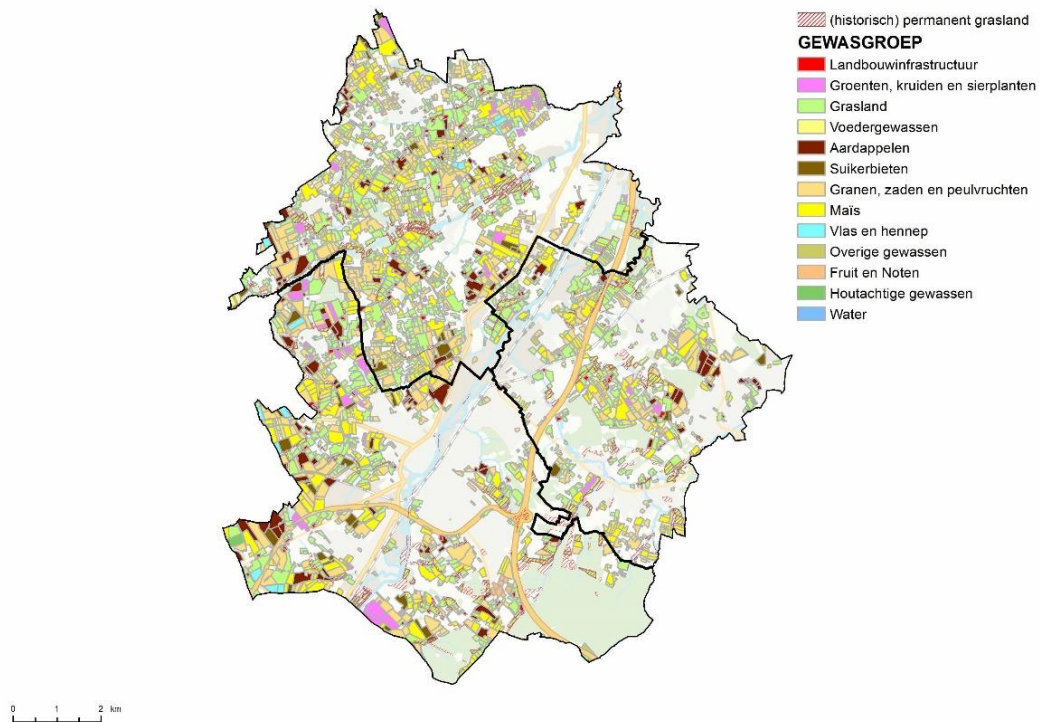 (historisch) permanent grasland
GEWASGROEP
Landbouwinfrastructuur
Groenten, kruiden en sierplanten
Grasland
Voedergewassen
Aardappelen
Suikerbieten
Granen, zaden en peulvruchten
Maïs
Vlas en hennep
Overige gewassen
Fruit en Noten
Houtachtige gewassen
Water
0 1 2 km